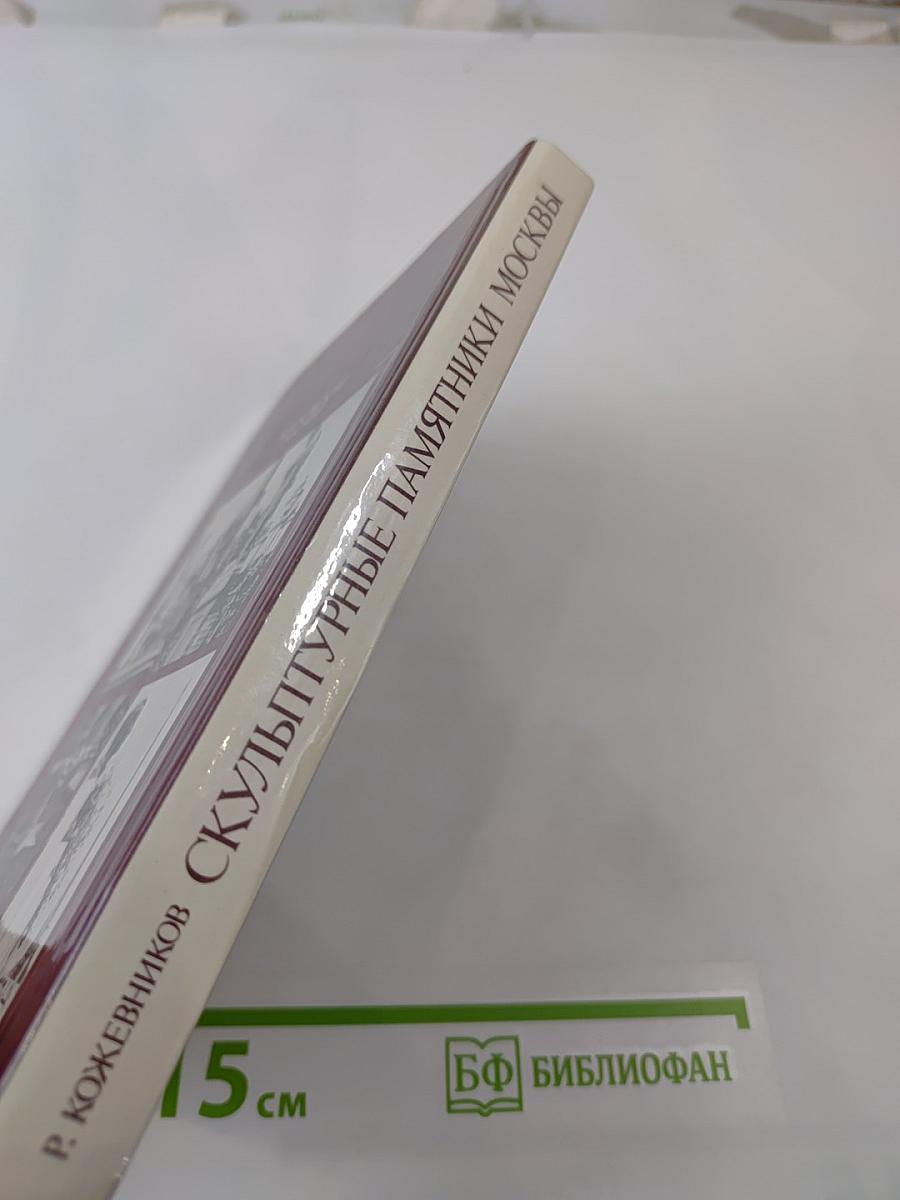 Р. КОЖЕВНИКОВ СКУЛЬПТУРНЫЕ ПАМЯТНИКИ МОСКВЫ
15 см
БФ БИБЛИОФАН